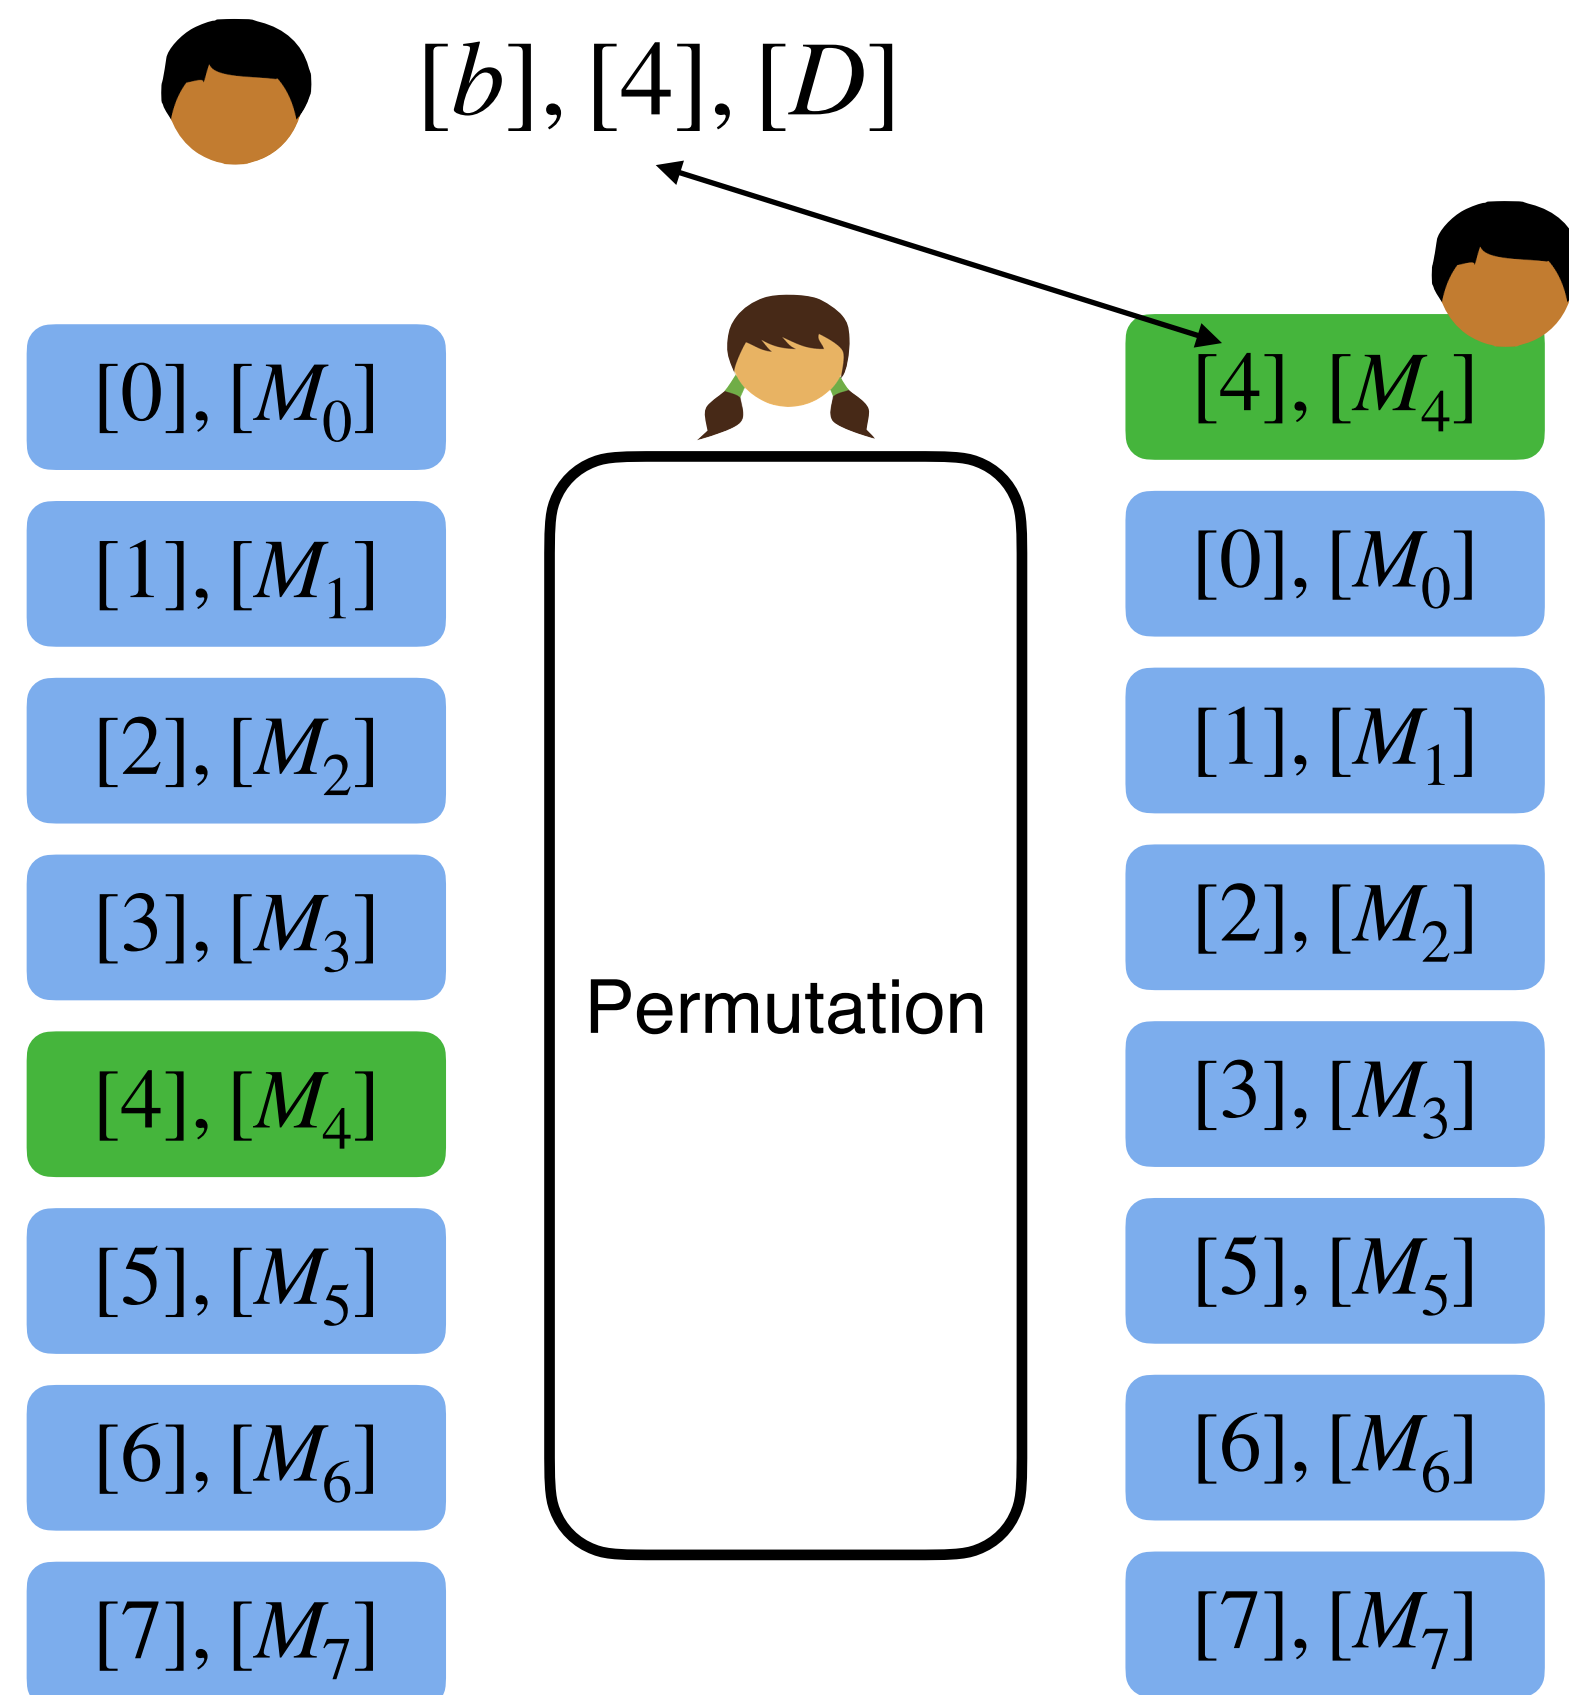 [b], [4], [D]
[0], [M₀]
[1], [M₁]
[2], [M₂]
[3], [M₃]
[4], [M₄]
[5], [M₅]
[6], [M₆]
[7], [M₇]
Permutation
[4], [M₄]
[0], [M₀]
[1], [M₁]
[2], [M₂]
[3], [M₃]
[5], [M₅]
[6], [M₆]
[7], [M₇]